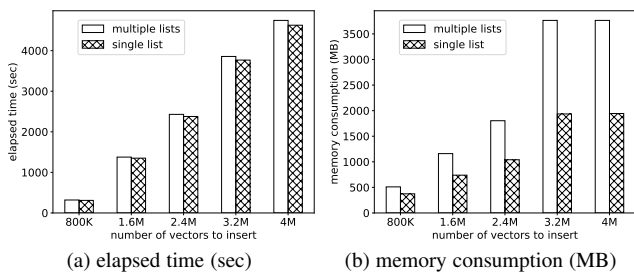 multiple lists
single list
elapsed time (sec)
4000
3000
2000
1000
0
800K 1.6M 2.4M 3.2M 4M
number of vectors to insert
(a) elapsed time (sec)
multiple lists
single list
memory consumption (MB)
3500
3000
2500
2000
1500
1000
500
0
800K 1.6M 2.4M 3.2M 4M
number of vectors to insert
(b) memory consumption (MB)